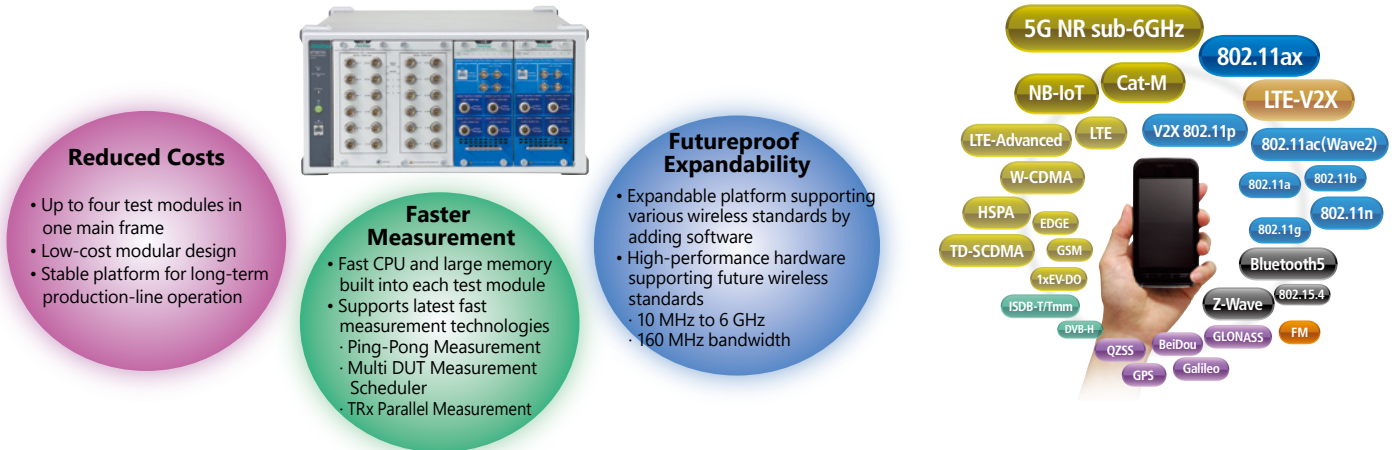 Reduced Costs
• Up to four test modules in
one main frame
• Low-cost modular design
• Stable platform for long-term
production-line operation
Faster
Measurement
• Fast CPU and large memory
built into each test module
• Supports latest fast
measurement technologies
· Ping-Pong Measurement
· Multi DUT Measurement
Scheduler
· TRx Parallel Measurement
Futureproof
Expandability
• Expandable platform supporting
various wireless standards by
adding software
• High-performance hardware
supporting future wireless
standards
· 10 MHz to 6 GHz
· 160 MHz bandwidth
5G NR sub-6GHz
802.11ax
NB-IoT
Cat-M
LTE-V2X
LTE-Advanced
LTE
V2X 802.11p
802.11ac(Wave2)
W-CDMA
802.11a
802.11b
HSPA
EDGE
802.11n
802.11g
TD-SCDMA
GSM
Bluetooth5
1xEV-DO
Z-Wave
802.15.4
ISDB-T/Tmm
DVB-H
QZSS
BeiDou
GLONASS
FM
GPS
Galileo